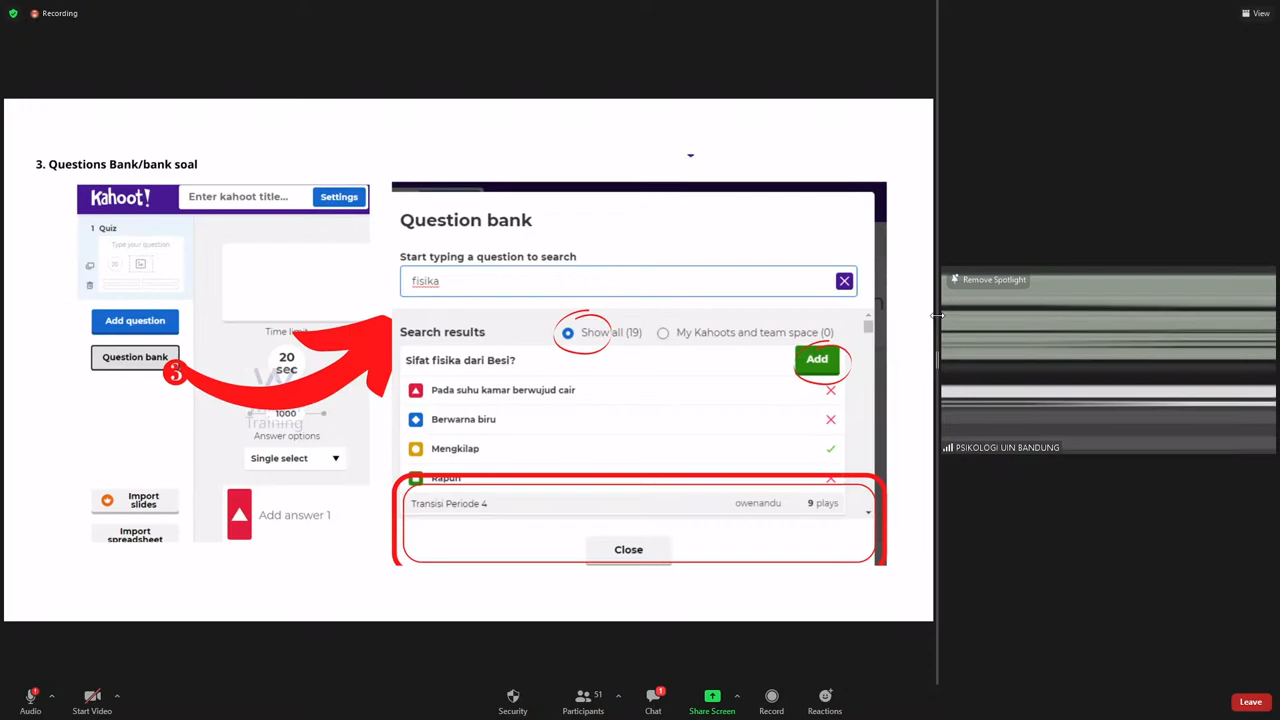 Recording
View
3. Questions Bank/bank soal
Kahoot!
Enter kahoot title...
Settings
1 Quiz
Type your question
Add question
Question bank
3
Time limit
20
sec
1000
Training
Answer options
Single select
Import
slides
Import
spreadsheet
Add answer 1
Question bank
Start typing a question to search
fisika
Search results
Show all (19)
My Kahoots and team space (0)
Sifat fisika dari Besi?
Add
Pada suhu kamar berwujud cair
Berwarna biru
Mengkilap
Rapuh
Transisi Periode 4
owenandu
9 plays
Close
Remove Spotlight
PSIKOLOGI UIN BANDUNG
Audio
Start Video
Security
Participants
51
Chat
1
Share Screen
Record
Reactions
Leave